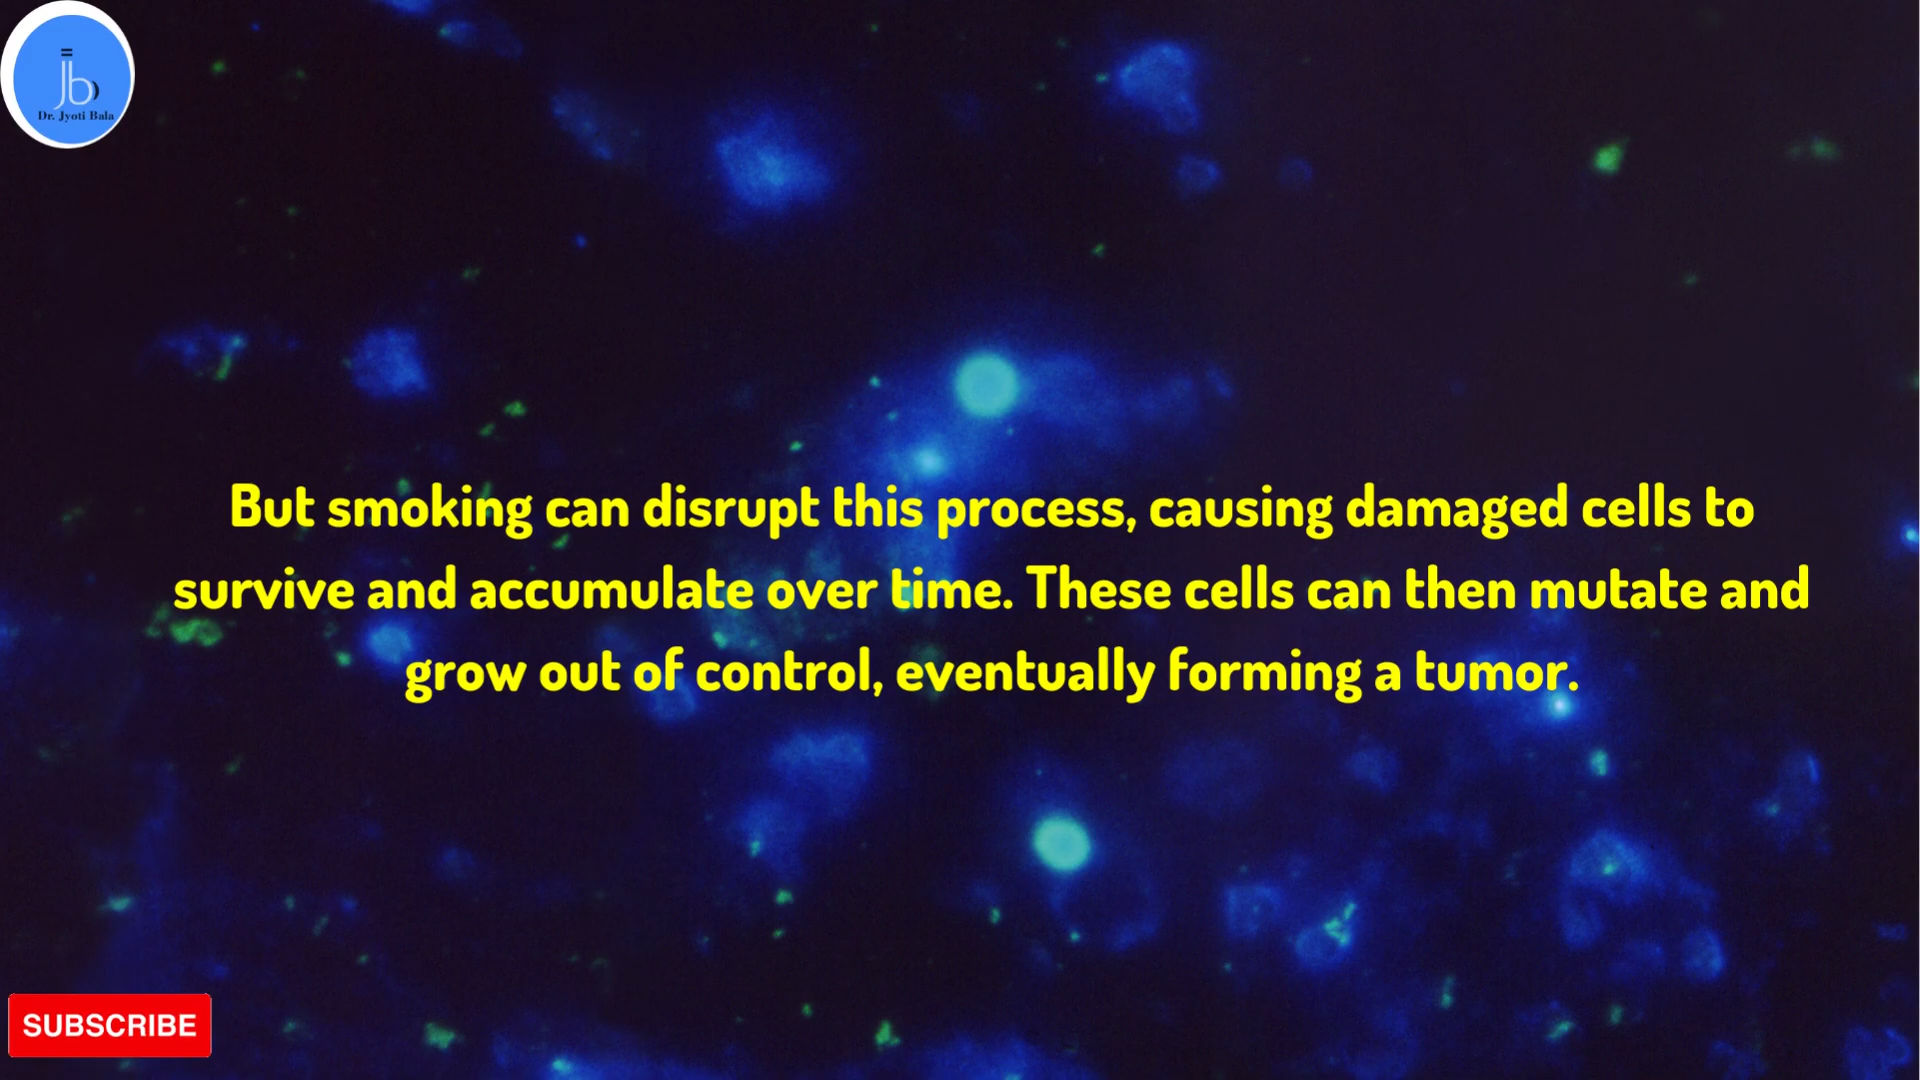 jb
Dr. Jyoti Bala
But smoking can disrupt this process, causing damaged cells to
survive and accumulate over time. These cells can then mutate and
grow out of control, eventually forming a tumor.
SUBSCRIBE